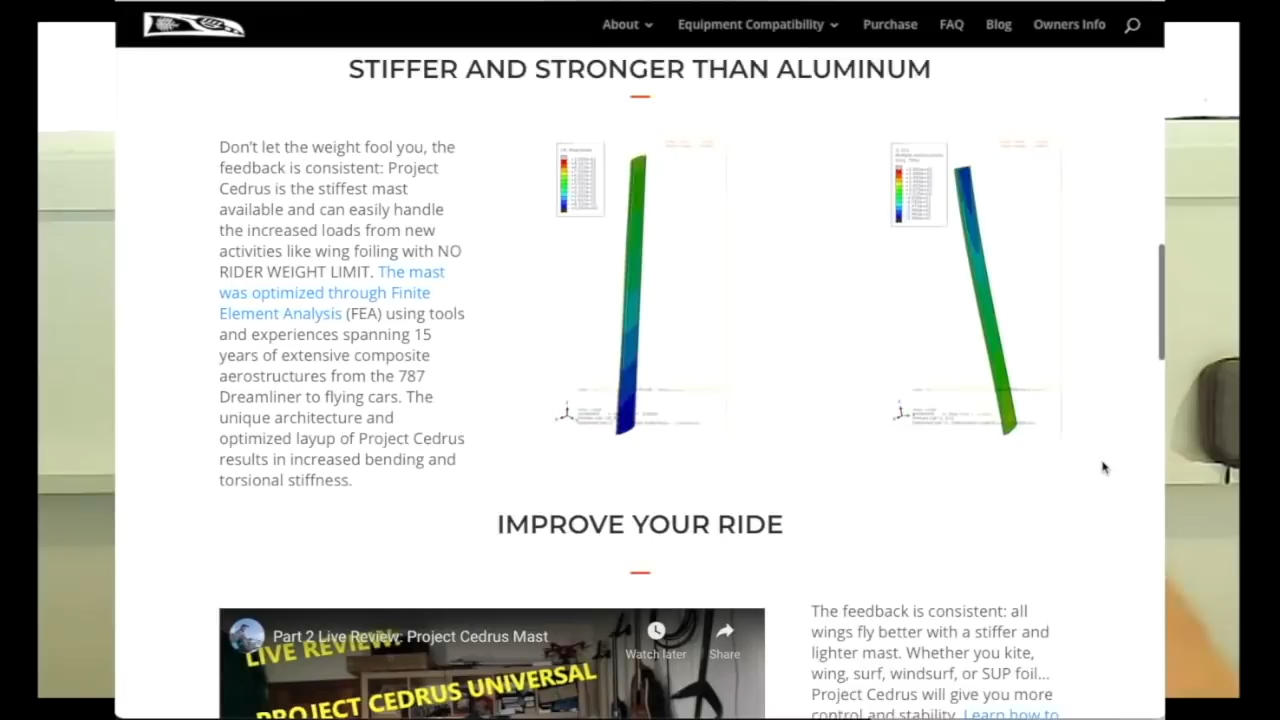 About
Equipment Compatibility
Purchase
FAQ
Blog
Owners Info
STIFFER AND STRONGER THAN ALUMINUM
Don't let the weight fool you, the
feedback is consistent: Project
Cedrus is the stiffest mast
available and can easily handle
the increased loads from new
activities like wing foiling with NO
RIDER WEIGHT LIMIT. The mast
was optimized through Finite
Element Analysis (FEA) using tools
and experiences spanning 15
years of extensive composite
aerostructures from the 787
Dreamliner to flying cars. The
unique architecture and
optimized layup of Project Cedrus
results in increased bending and
torsional stiffness.
IMPROVE YOUR RIDE
Part 2 Live Review: Project Cedrus Mast
Watch later
Share
LIVE REVIEW:
PROJECT CEDRUS UNIVERSAL
The feedback is consistent: all
wings fly better with a stiffer and
lighter mast. Whether you kite,
wing, surf, windsurf, or SUP foil...
Project Cedrus will give you more
control and stability. Learn how to